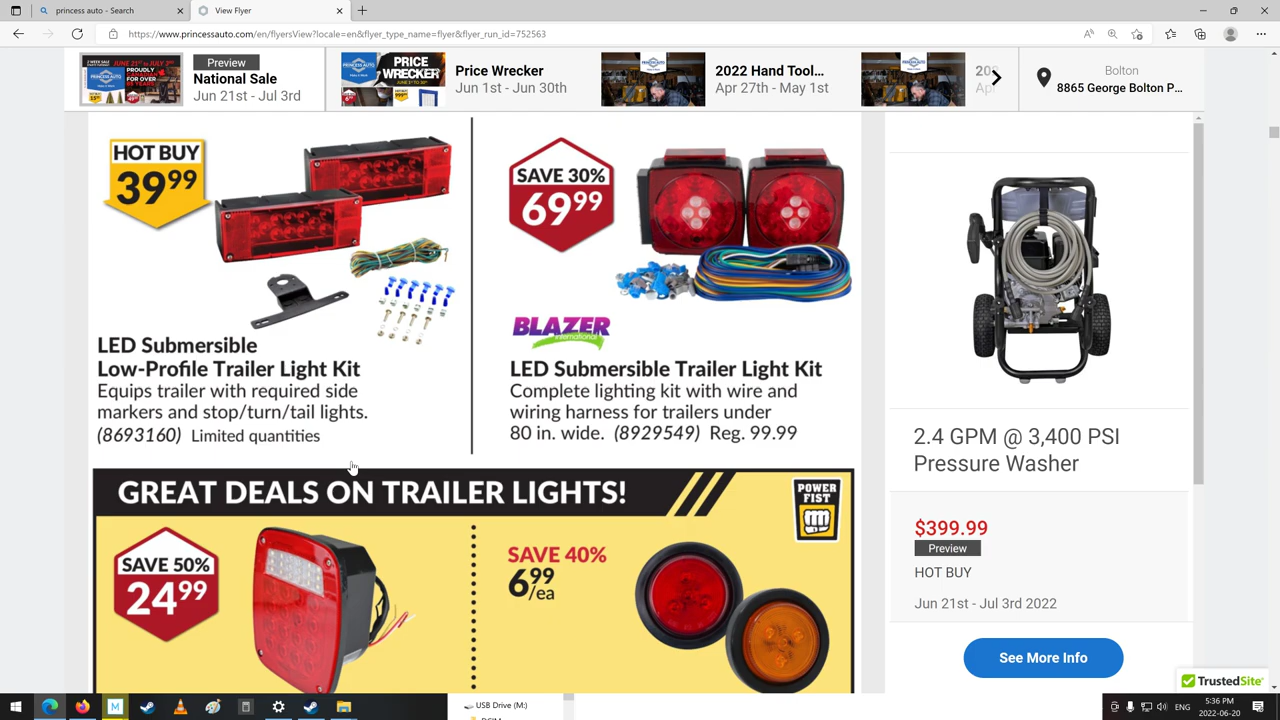 princess auto - Search
View Flyer
https://www.princessauto.com/en/flyersView?locale=en&flyer_type_name=flyer&flyer_run_id=752563
Preview
National Sale
Jun 21st - Jul 3rd
PRICE
WRECKER
Price Wrecker
Jun 1st - Jun 30th
2022 Hand Tool...
Apr 27th - May 1st
8865 George Bolton P...
HOT BUY
39.99
SAVE 30%
69.99
BLAZER
international
LED Submersible
Low-Profile Trailer Light Kit
Equips trailer with required side
markers and stop/turn/tail lights.
(8693160) Limited quantities
LED Submersible Trailer Light Kit
Complete lighting kit with wire and
wiring harness for trailers under
80 in. wide. (8929549) Reg. 99.99
GREAT DEALS ON TRAILER LIGHTS!
POWER
FIST
SAVE 50%
24.99
SAVE 40%
6.99
/ea
2.4 GPM @ 3,400 PSI
Pressure Washer
$399.99
Preview
HOT BUY
Jun 21st - Jul 3rd 2022
See More Info
TrustedSite
USB Drive (M:)
ENG
5:36 PM
2022-06-20